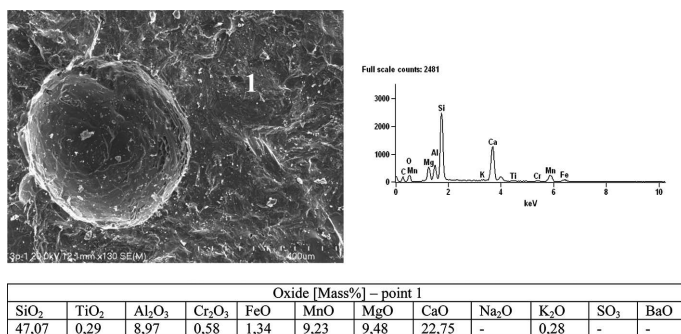 1
3p-1 20.0kV 12.1mm x130 SE(M)
400um
Full scale counts: 2481
3000
2000
1000
0
Si
Ca
O
Al
Mg
C
Mn
K
Ti
Cr
Mn
Fe
0
2
4
6
8
10
keV
Oxide [Mass%] – point 1
SiO₂ TiO₂ Al₂O₃ Cr₂O₃ FeO MnO MgO CaO Na₂O K₂O SO₃ BaO
47,07 0,29 8,97 0,58 1,34 9,23 9,48 22,75 - 0,28 - -